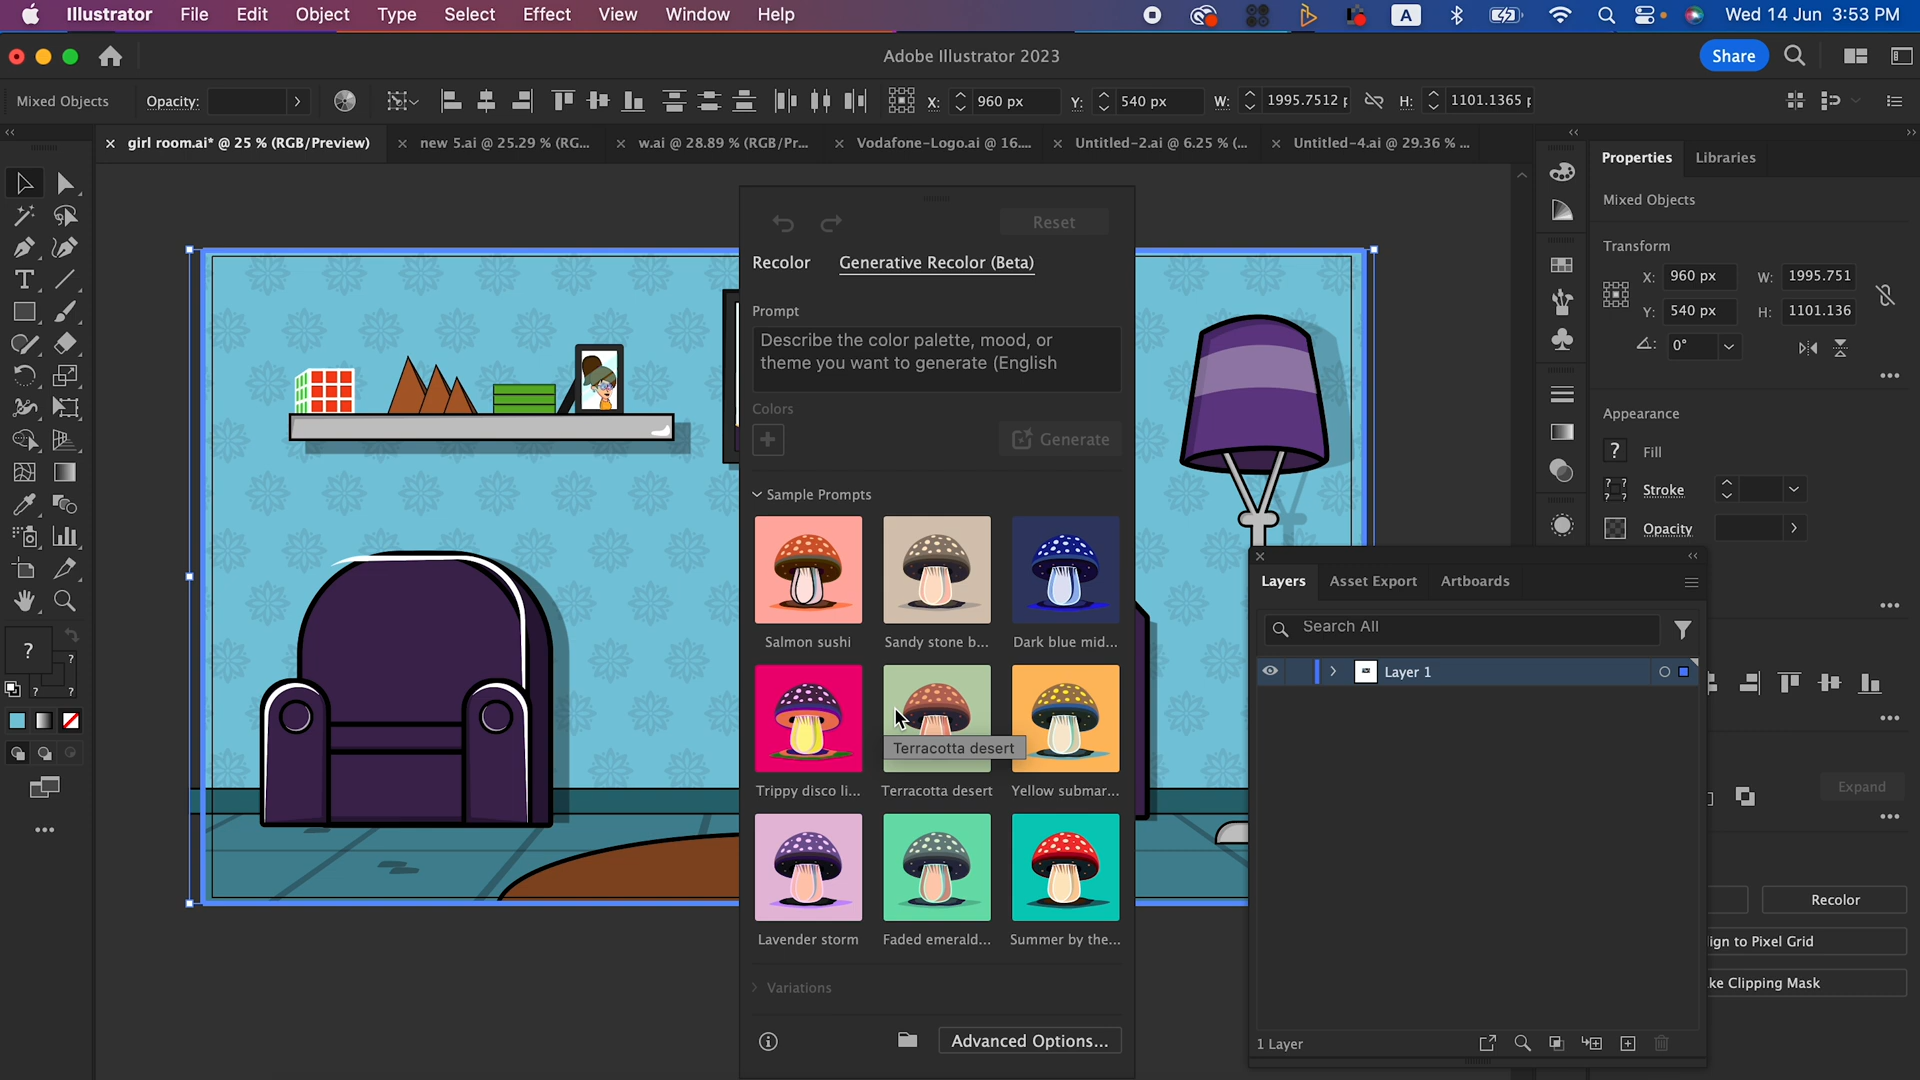 Illustrator File Edit Object Type Select Effect View Window Help A Wed 14 Jun 3:53 PM
Adobe Illustrator 2023 Share
Mixed Objects Opacity: X: 960 px Y: 540 px W: 1995.7512 H: 1101.1365
girl room.ai* @ 25 % (RGB/Preview) new 5.ai @ 25.29 % (RG... w.ai @ 28.89 % (RGB/Pr... Vodafone-Logo.ai @ 16.... Untitled-2.ai @ 6.25 % (... Untitled-4.ai @ 29.36 % ...
Properties Libraries
Mixed Objects
Transform
X: 960 px W: 1995.751
Y: 540 px H: 1101.136
0°
Appearance
? Fill
Stroke
Opacity
Reset
Recolor Generative Recolor (Beta)
Prompt
Describe the color palette, mood, or
theme you want to generate (English
Colors
Generate
Sample Prompts
Salmon sushi Sandy stone b... Dark blue mid...
Terracotta desert
Trippy disco li... Terracotta desert Yellow submar...
Lavender storm Faded emerald... Summer by the...
Variations
Advanced Options...
Layers Asset Export Artboards
Search All
Layer 1
1 Layer
Expand
Recolor
ign to Pixel Grid
ke Clipping Mask